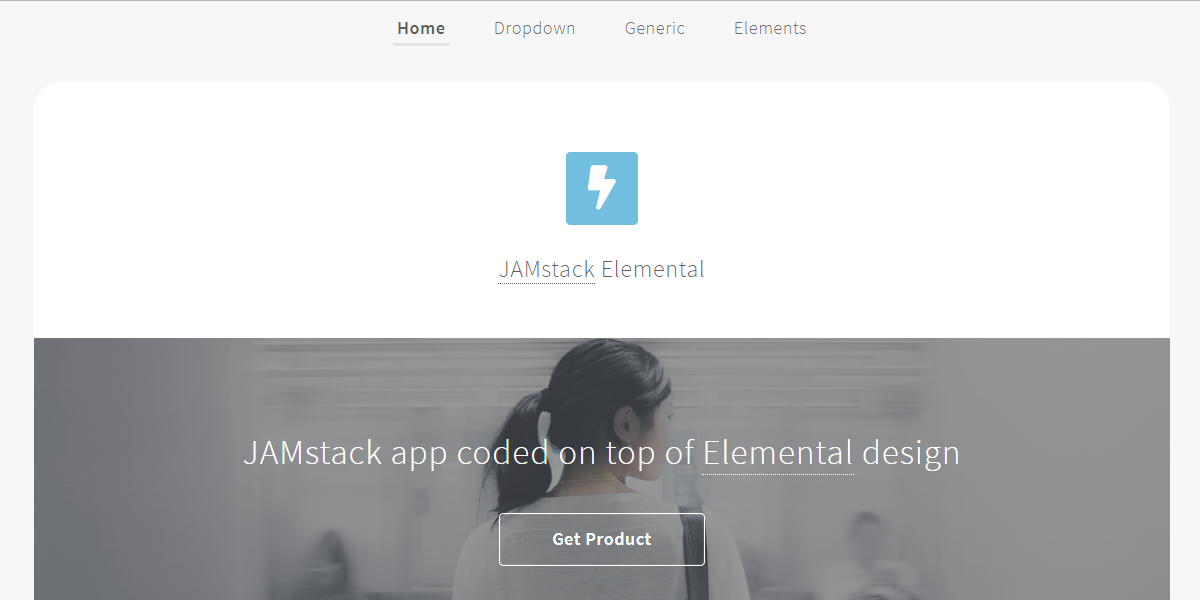 Home Dropdown Generic Elements
JAMstack Elemental
JAMstack app coded on top of Elemental design
Get Product